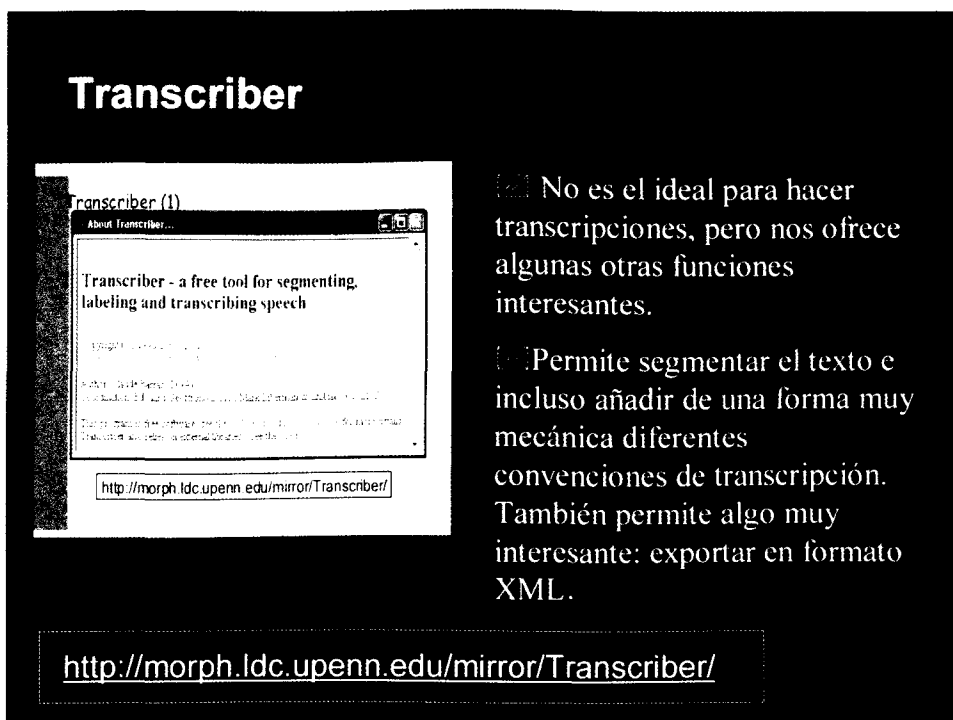 Transcriber
Transcriber (1)
About Transcriber...
Transcriber - a free tool for segmenting,
labeling and transcribing speech
http://morph.ldc.upenn.edu/mirror/Transcriber/
No es el ideal para hacer
transcripciones, pero nos ofrece
algunas otras funciones
interesantes.
Permite segmentar el texto e
incluso añadir de una forma muy
mecánica diferentes
convenciones de transcripción.
También permite algo muy
interesante: exportar en formato
XML.
http://morph.ldc.upenn.edu/mirror/Transcriber/